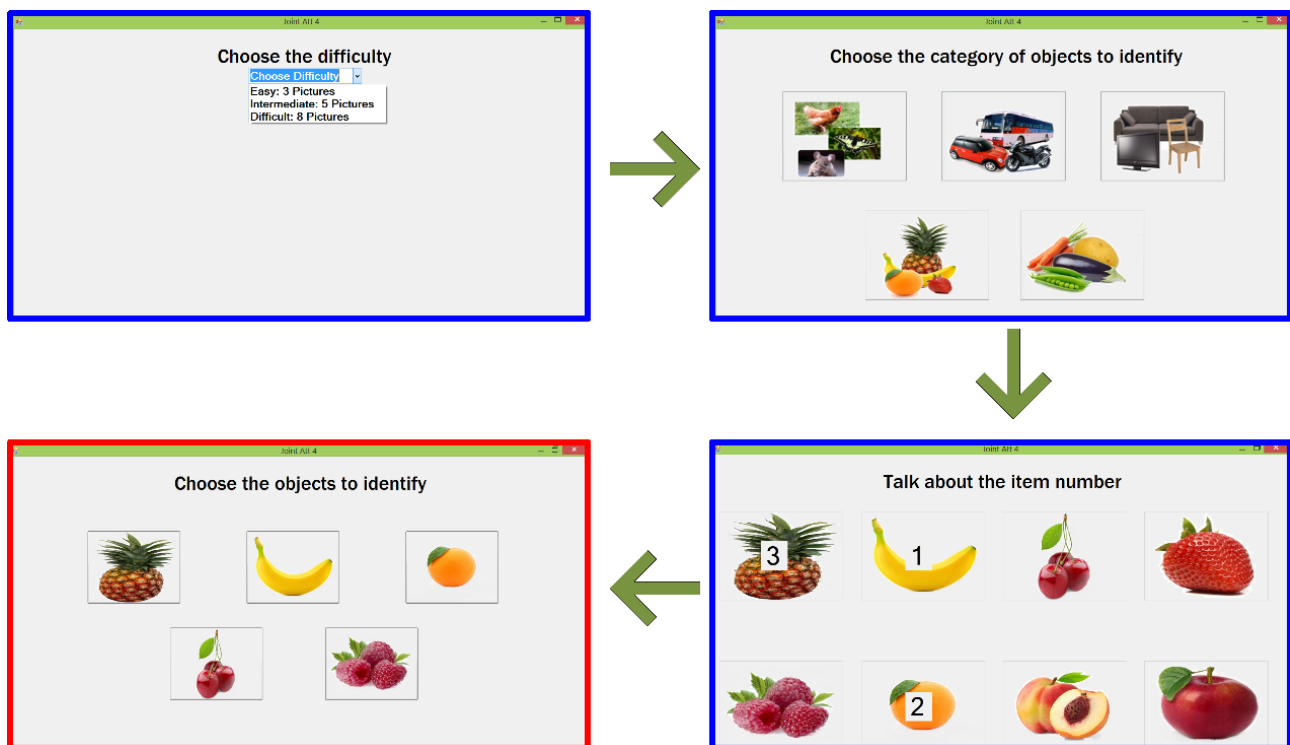 Joint Att 4
Choose the difficulty
Choose Difficulty
Easy: 3 Pictures
Intermediate: 5 Pictures
Difficult: 8 Pictures
Joint Att 4
Choose the category of objects to identify
Joint Att 4
Talk about the item number
3
1
2
Joint Att 4
Choose the objects to identify